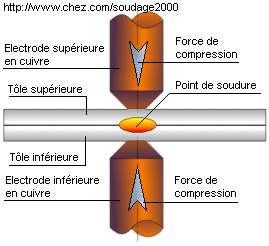 http://www.chez.com/soudage2000
Electrode supérieure
en cuivre
Force de
compression
Tôle supérieure
Point de soudure
Tôle inférieure
Electrode inférieure
en cuivre
Force de
compression